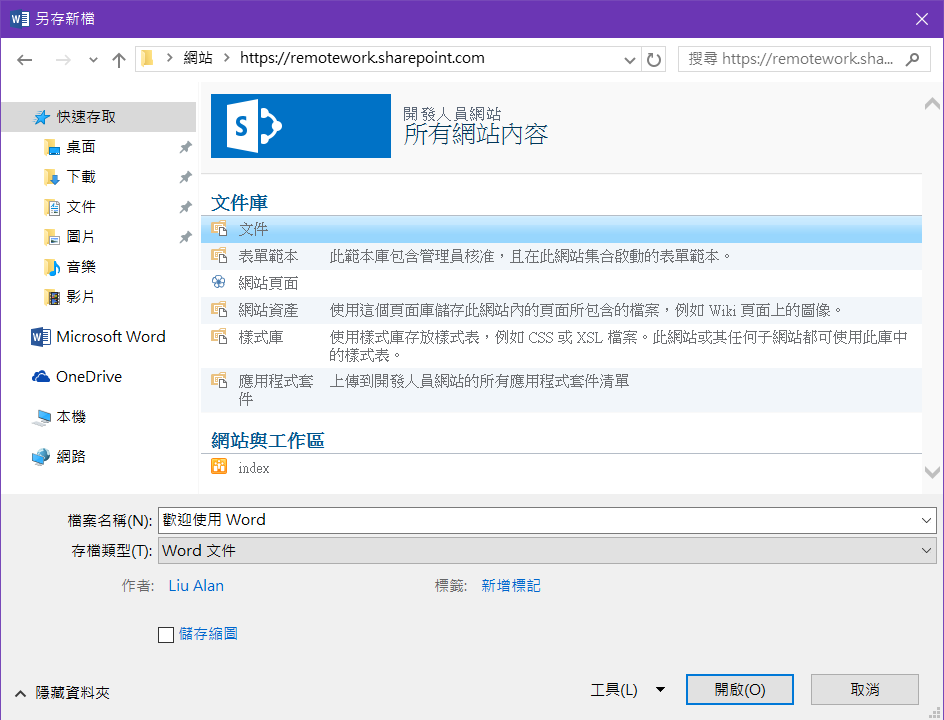 另存新檔
網站 https://remotework.sharepoint.com
搜尋 https://remotework.sharepoint.sha...
快速存取
桌面
下載
文件
圖片
音樂
影片
Microsoft Word
OneDrive
本機
網路
開發人員網站
所有網站內容
文件庫
文件
表單範本 此範本庫包含管理員核准，且在此網站集合啟動的表單範本。
網站頁面
網站資產 使用這個頁面庫儲存此網站內的頁面所包含的檔案，例如 Wiki 頁面上的圖像。
樣式庫 使用樣式庫存放樣式表，例如 CSS 或 XSL 檔案。此網站或其任何子網站都可使用此庫中
的樣式表。
應用程式套 上傳到開發人員網站的所有應用程式套件清單
件
網站與工作區
index
檔案名稱(N): 歡迎使用 Word
存檔類型(T): Word 文件
作者: Liu Alan 標籤: 新增標記
儲存縮圖
隱藏資料夾 工具(L) 開啟(O) 取消